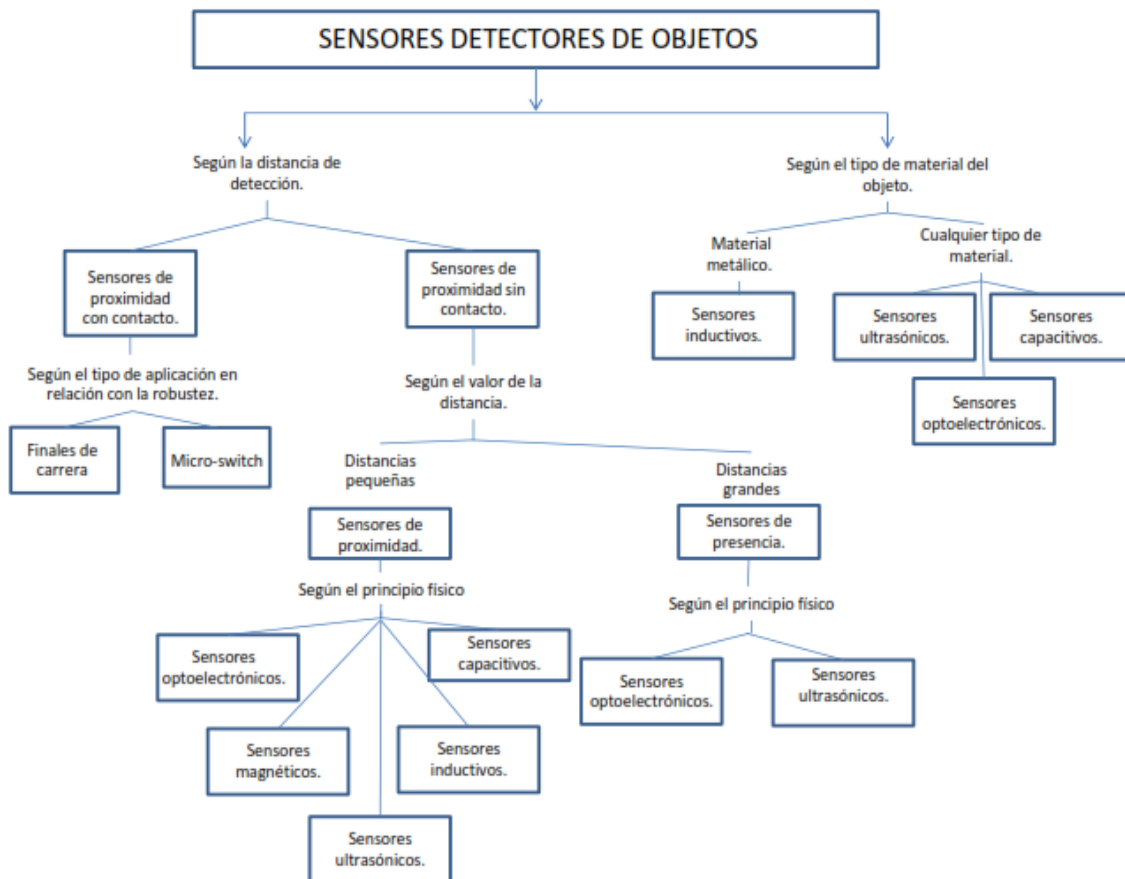 SENSORES DETECTORES DE OBJETOS
Según la distancia de
detección.
Según el tipo de material del
objeto.
Sensores de
proximidad
con contacto.
Sensores de
proximidad sin
contacto.
Material
metálico.
Cualquier tipo de
material.
Sensores
inductivos.
Sensores
ultrasónicos.
Sensores
capacitivos.
Sensores
optoelectrónicos.
Según el tipo de aplicación en
relación con la robustez.
Según el valor de la
distancia.
Finales de
carrera
Micro-switch
Distancias
pequeñas
Distancias
grandes
Sensores de
proximidad.
Sensores de
presencia.
Según el principio físico
Según el principio físico
Sensores
optoelectrónicos.
Sensores
capacitivos.
Sensores
optoelectrónicos.
Sensores
ultrasónicos.
Sensores
magnéticos.
Sensores
inductivos.
Sensores
ultrasónicos.